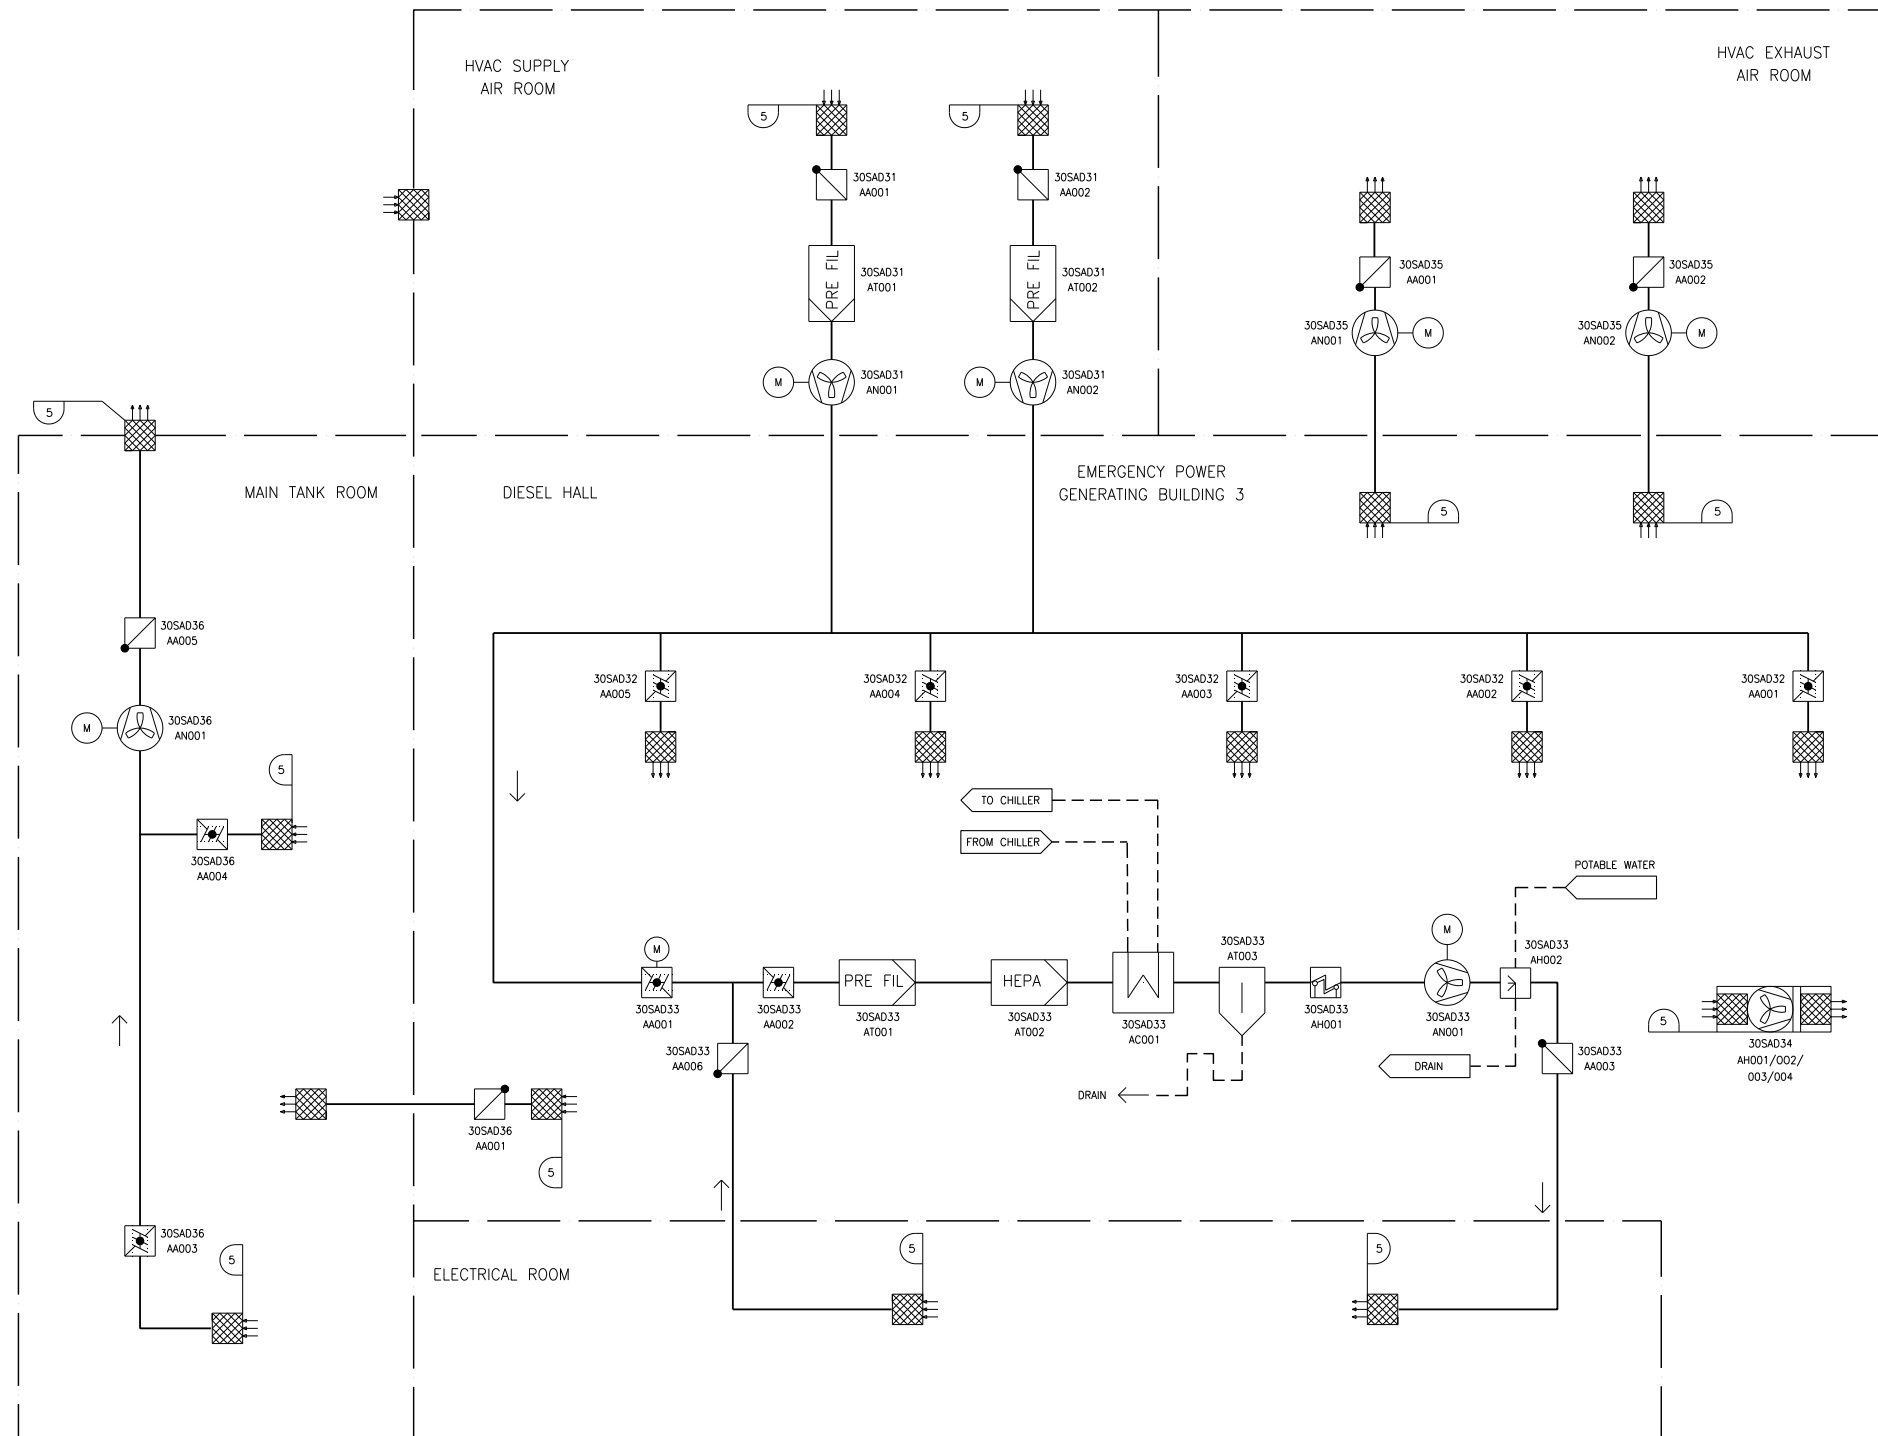 HVAC SUPPLY
AIR ROOM
HVAC EXHAUST
AIR ROOM
5
5
30SAD31
AA001
30SAD31
AA002
PRE FIL
30SAD31
AT001
PRE FIL
30SAD31
AT002
30SAD35
AA001
30SAD35
AA002
30SAD35
AN001
M
30SAD35
AN002
M
M
30SAD31
AN001
M
30SAD31
AN002
5
MAIN TANK ROOM
DIESEL HALL
EMERGENCY POWER
GENERATING BUILDING 3
5
5
30SAD36
AA005
30SAD32
AA005
30SAD32
AA004
30SAD32
AA003
30SAD32
AA002
30SAD32
AA001
M
30SAD36
AN001
5
30SAD36
AA004
TO CHILLER
FROM CHILLER
POTABLE WATER
M
30SAD33
AA001
30SAD33
AA002
PRE FIL
30SAD33
AT001
HEPA
30SAD33
AT002
30SAD33
AC001
30SAD33
AT003
30SAD33
AH001
M
30SAD33
AN001
30SAD33
AH002
5
30SAD34
AH001/002/
003/004
30SAD33
AA006
DRAIN
DRAIN
30SAD33
AA003
30SAD36
AA001
5
30SAD36
AA003
5
ELECTRICAL ROOM
5
5